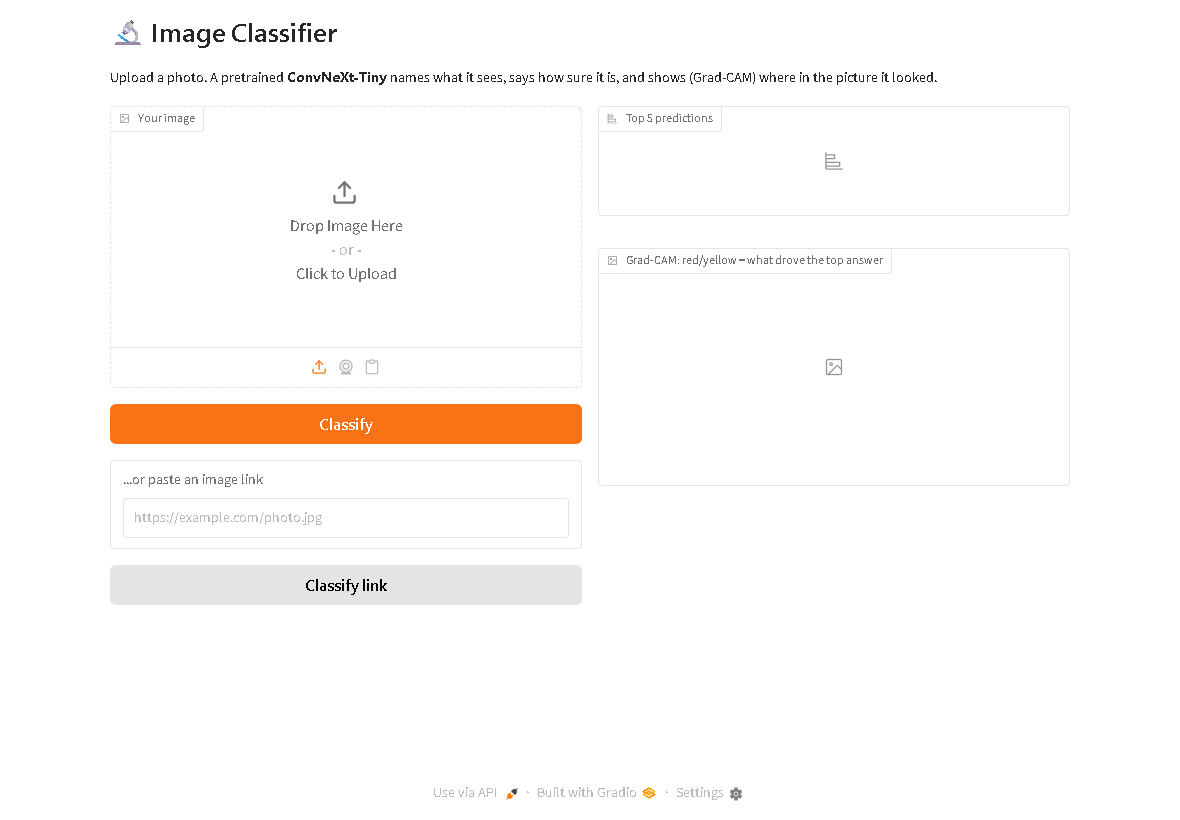 Image Classifier
Upload a photo. A pretrained ConvNeXt-Tiny names what it sees, says how sure it is, and shows (Grad-CAM) where in the picture it looked.
Your image
Drop Image Here
- or -
Click to Upload
Classify
...or paste an image link
https://example.com/photo.jpg
Classify link
Top 5 predictions
Grad-CAM: red/yellow = what drove the top answer
Use via API · Built with Gradio · Settings